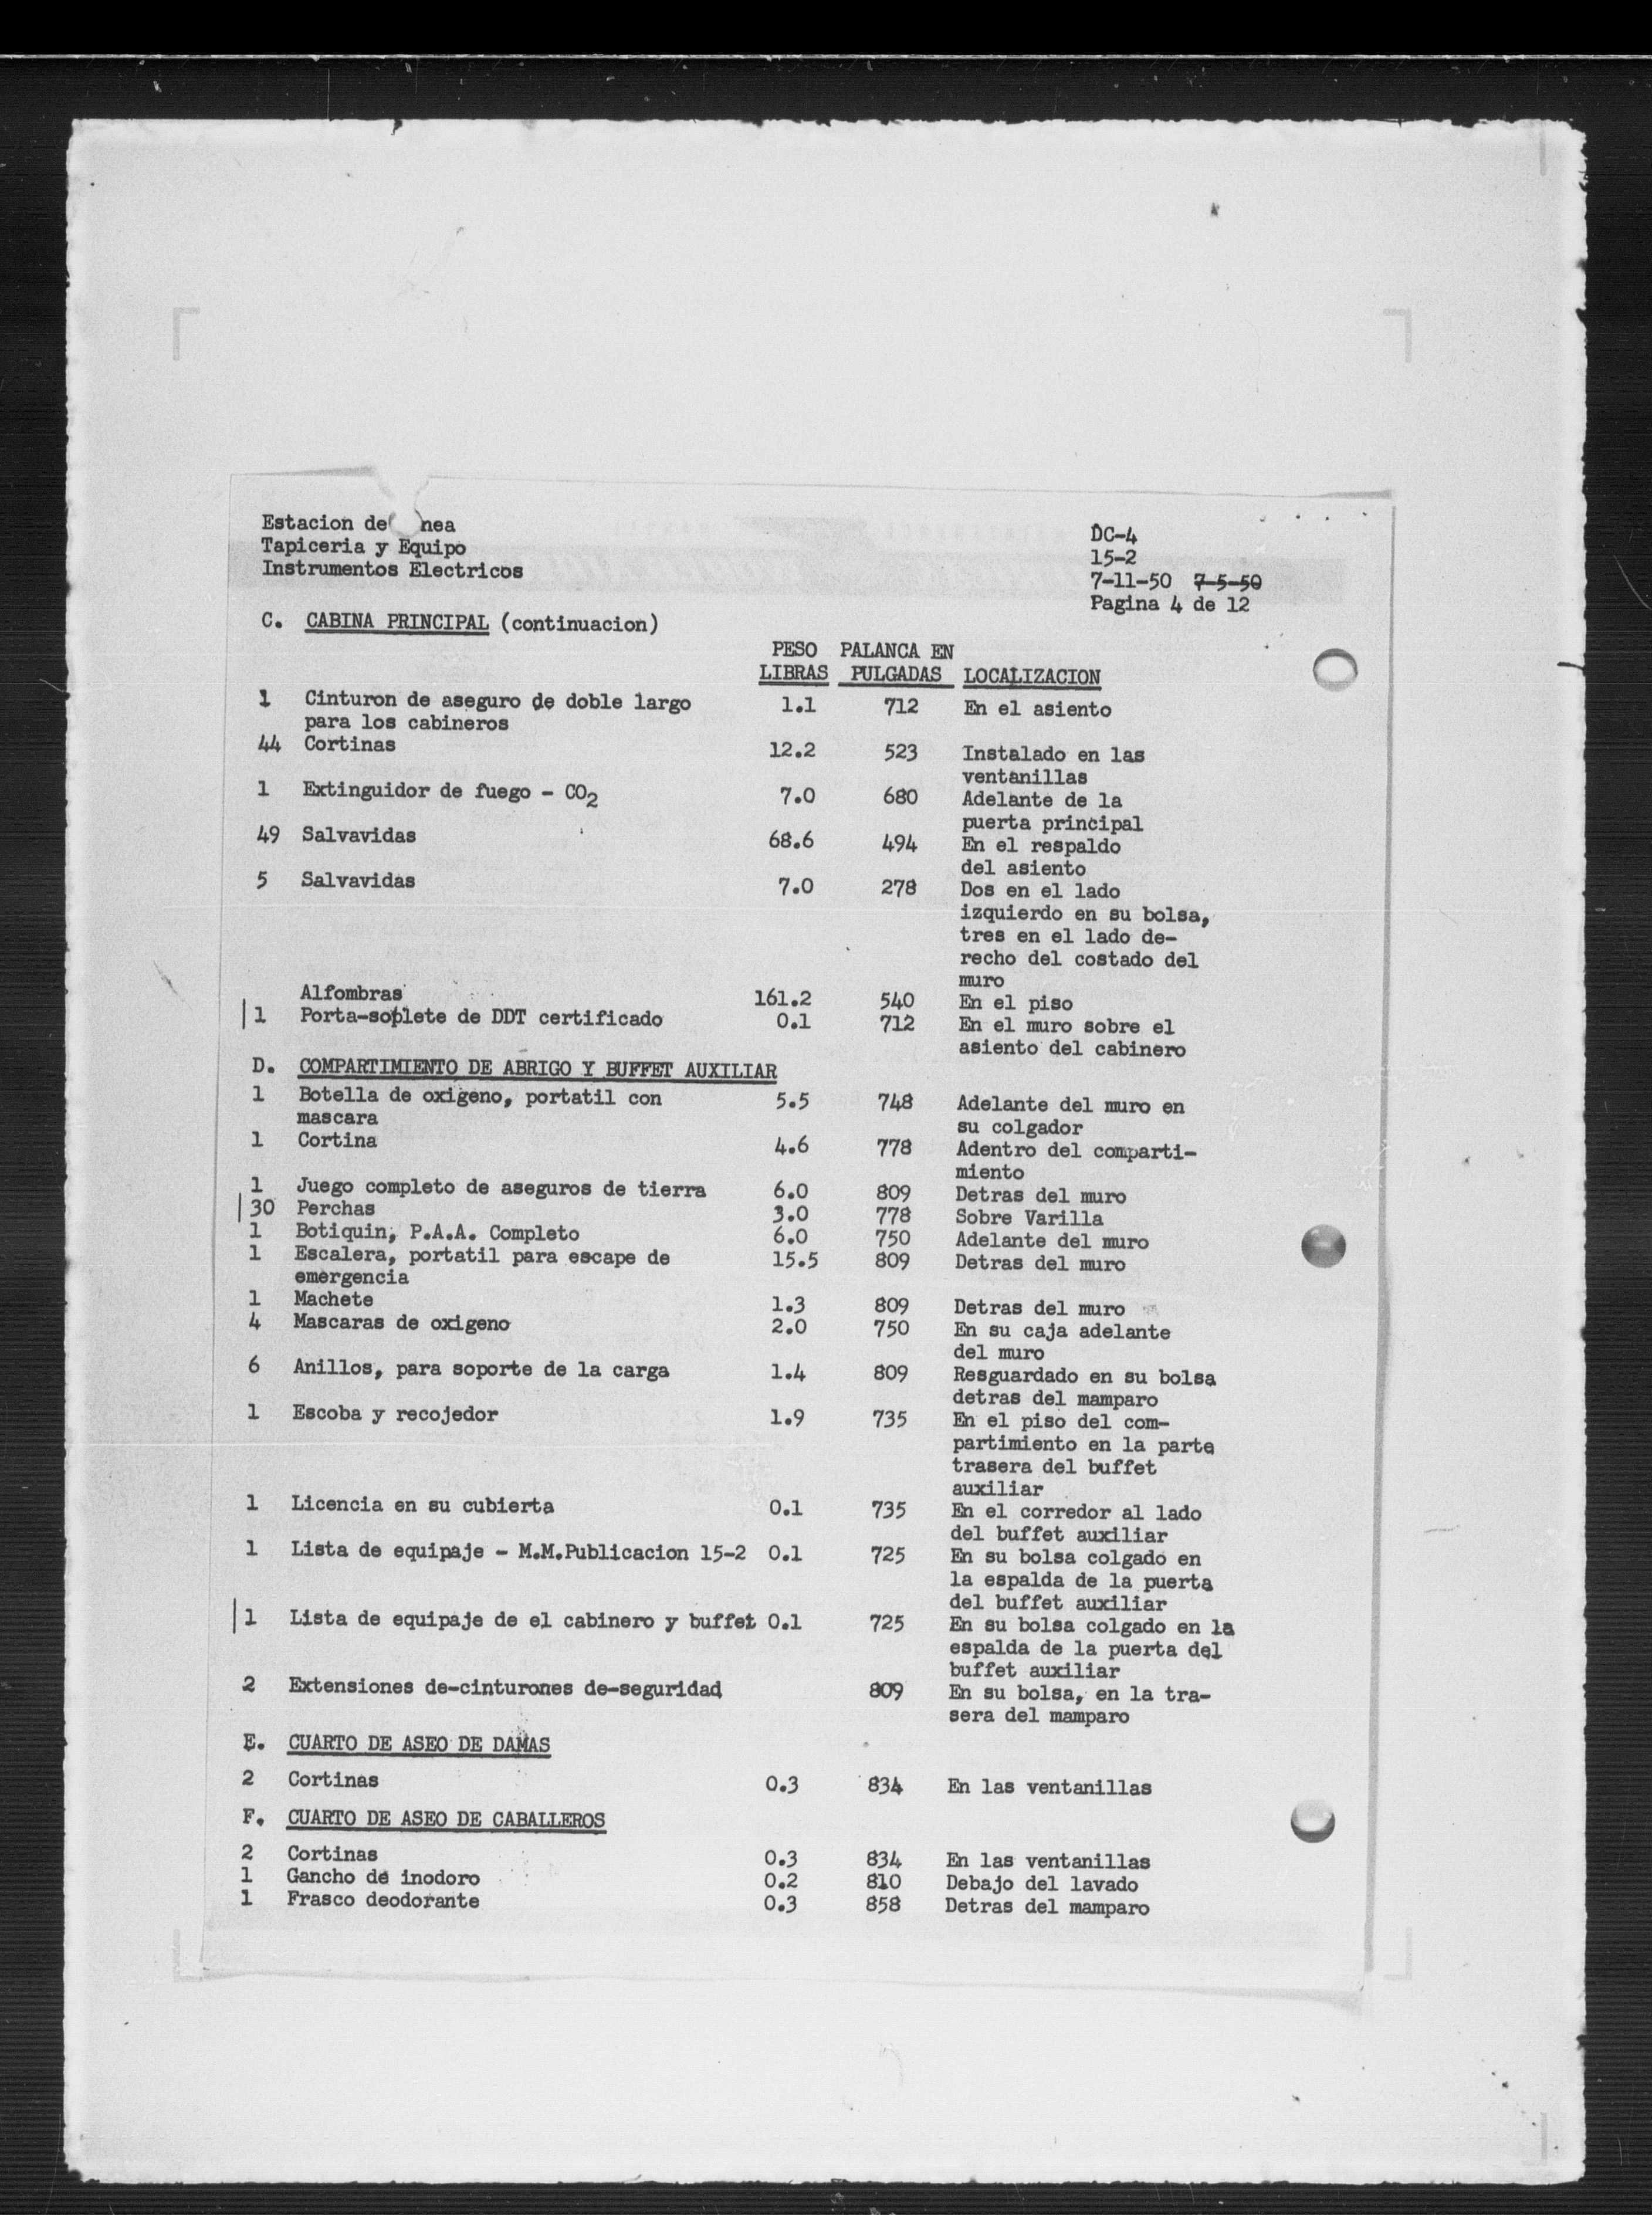 Estacion de nea
Tapiceria y Equipo
Instrumentos Electricos
DC-4
15-2
7-11-50 7-5-50
Pagina 4 de 12
C. CABINA PRINCIPAL (continuacion)
PESO PALANCA EN
LIBRAS PULGADAS LOCALIZACION
1 Cinturon de aseguro de doble largo 1.1 712 En el asiento
para los cabineros
44 Cortinas 12.2 523 Instalado en las
ventanillas
1 Extinguidor de fuego - CO2 7.0 680 Adelante de la
puerta principal
49 Salvavidas 68.6 494 En el respaldo
del asiento
5 Salvavidas 7.0 278 Dos en el lado
izquierdo en su bolsa,
tres en el lado de-
recho del costado del
muro
Alfombras 161.2 540 En el piso
1 Porta-soplete de DDT certificado 0.1 712 En el muro sobre el
asiento del cabinero
D. COMPARTIMIENTO DE ABRIGO Y BUFFET AUXILIAR
1 Botella de oxigeno, portatil con 5.5 748 Adelante del muro en
mascara su colgador
1 Cortina 4.6 778 Adentro del comparti-
miento
1 Juego completo de aseguros de tierra 6.0 809 Detras del muro
30 Perchas 3.0 778 Sobre Varilla
1 Botiquin, P.A.A. Completo 6.0 750 Adelante del muro
1 Escalera, portatil para escape de 15.5 809 Detras del muro
emergencia
1 Machete 1.3 809 Detras del muro
4 Mascaras de oxigeno 2.0 750 En su caja adelante
del muro
6 Anillos, para soporte de la carga 1.4 809 Resguardado en su bolsa
detras del mamparo
1 Escoba y recojedor 1.9 735 En el piso del com-
partimiento en la parte
trasera del buffet
auxiliar
1 Licencia en su cubierta 0.1 735 En el corredor al lado
del buffet auxiliar
1 Lista de equipaje - M.M.Publicacion 15-2 0.1 725 En su bolsa colgado en
la espalda de la puerta
del buffet auxiliar
1 Lista de equipaje de el cabinero y buffet 0.1 725 En su bolsa colgado en la
espalda de la puerta del
buffet auxiliar
2 Extensiones de-cinturones de-seguridad 809 En su bolsa, en la tra-
sera del mamparo
E. CUARTO DE ASEO DE DAMAS
2 Cortinas 0.3 834 En las ventanillas
F. CUARTO DE ASEO DE CABALLEROS
2 Cortinas 0.3 834 En las ventanillas
1 Gancho de inodoro 0.2 810 Debajo del lavado
1 Frasco deodorante 0.3 858 Detras del mamparo